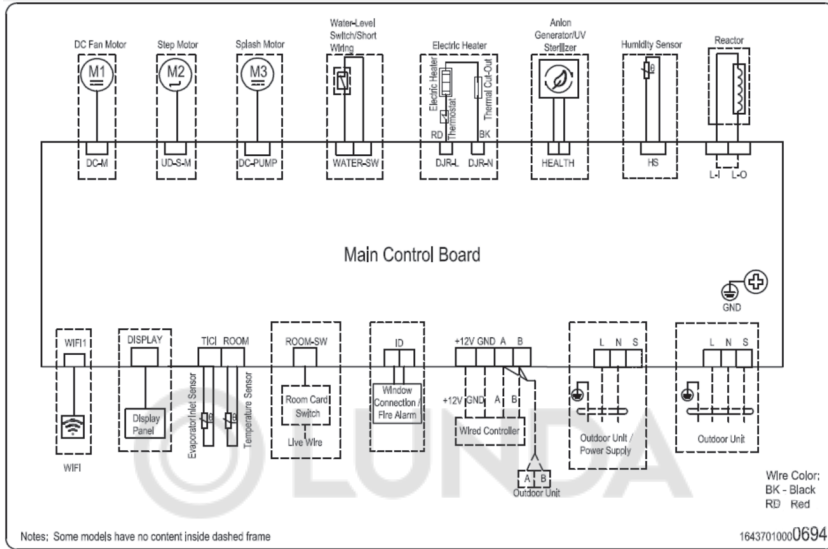 DC Fan Motor
Step Motor
Splash Motor
Water-Level
Switch/Short
Wiring
Electric Heater
Anion
Generator/UV
Sterilizer
Humidity Sensor
Reactor
M1
M2
M3
Electric Heater
Thermostat
Thermal Cut-Out
RD
BK
DC-M
UD-S-M
DC-PUMP
WATER-SW
DJR-L
DJR-N
HEALTH
HS
L-I
L-O
Main Control Board
GND
WIFI1
DISPLAY
TICI
ROOM
ROOM-SW
ID
+12V GND A B
L N S
L N S
Evaporator Inlet Sensor
Temperature Sensor
Display
Panel
Room Card
Switch
Live Wire
Window
Connection /
Fire Alarm
+12V GND A B
Wired Controller
A B
Outdoor Unit
Outdoor Unit /
Power Supply
Outdoor Unit
WIFI
LUNDA
Wire Color:
BK - Black
RD Red
Notes: Some models have no content inside dashed frame
16437010000694